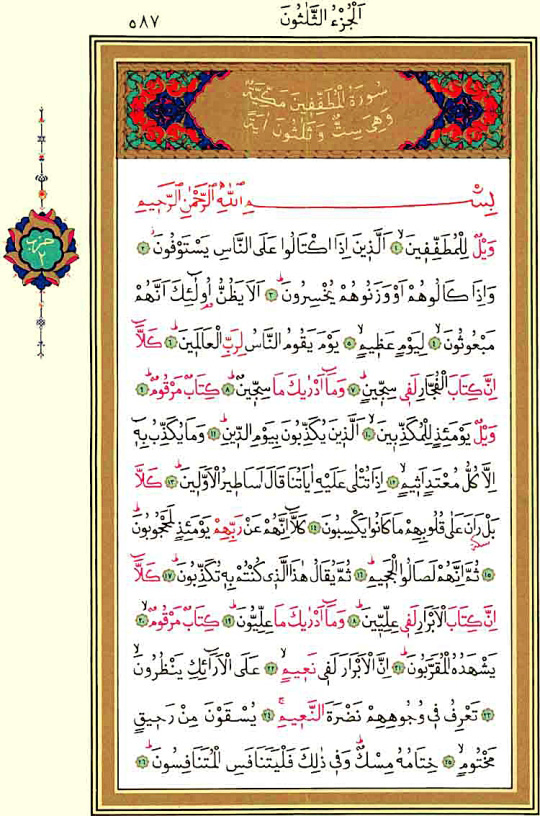 اَلْجُزْءُ الثَّلٰثُونَ
٥٨٧
سُورَةُ الْمُطَفِّفِينَ مَكِّيَّةٌ
وَهِىَ سِتٌّ وَ ثَلٰثُونَ اٰيَةً
بِسْمِ اللّٰهِ الرَّحْمٰنِ الرَّحِيمِ
وَيْلٌ لِلْمُطَفِّفِينَۙ ﴿١﴾ اَلَّذِينَ اِذَا اكْتَالُوا عَلَى النَّاسِ يَسْتَوْفُونَۘ ﴿٢﴾
وَاِذَا كَالُوهُمْ اَوْ وَزَنُوهُمْ يُخْسِرُونَۜ ﴿٣﴾ اَلَا يَظُنُّ اُولٰٓئِكَ اَنَّهُمْ
مَبْعُوثُونَۙ ﴿٤﴾ لِيَوْمٍ عَظِيمٍۙ ﴿٥﴾ يَوْمَ يَقُومُ النَّاسُ لِرَبِّ الْعَالَمِينَۜ ﴿٦﴾ كَلَّٓا
اِنَّ كِتَابَ الْفُجَّارِ لَفِى سِجِّينٍۜ ﴿٧﴾ وَمَٓا اَدْرٰيكَ مَا سِجِّينٌۜ ﴿٨﴾ كِتَابٌ مَرْقُومٌۜ ﴿٩﴾
وَيْلٌ يَوْمَئِذٍ لِلْمُكَذِّبِينَۙ ﴿١٠﴾ اَلَّذِينَ يُكَذِّبُونَ بِيَوْمِ الدِّينِۜ ﴿١١﴾ وَمَا يُكَذِّبُ بِهٓ
اِلَّا كُلُّ مُعْتَدٍ اَثِيمٍۙ ﴿١٢﴾ اِذَا تُتْلٰى عَلَيْهِ اٰيَاتُنَا قَالَ اَسَاطِيرُ الْاَوَّلِينَۜ ﴿١٣﴾ كَلَّا
بَلْ رَانَ عَلٰى قُلُوبِهِمْ مَا كَانُوا يَكْسِبُونَ ﴿١٤﴾ كَلَّٓا اِنَّهُمْ عَنْ رَبِّهِمْ يَوْمَئِذٍ لَمَحْجُوبُونَۜ
﴿١٥﴾ ثُمَّ اِنَّهُمْ لَصَالُوا الْجَحِيمِۜ ﴿١٦﴾ ثُمَّ يُقَالُ هٰذَا الَّذِى كُنْتُمْ بِهِ تُكَذِّبُونَۜ ﴿١٧﴾ كَلَّٓا
اِنَّ كِتَابَ الْاَبْرَارِ لَفِى عِلِّيِّينَۜ ﴿١٨﴾ وَمَٓا اَدْرٰيكَ مَا عِلِّيُّونَۜ ﴿١٩﴾ كِتَابٌ مَرْقُومٌۙ ﴿٢٠﴾
يَشْهَدُهُ الْمُقَرَّبُونَۜ ﴿٢١﴾ اِنَّ الْاَبْرَارَ لَفِى نَعِيمٍۙ ﴿٢٢﴾ عَلَى الْاَرَٓائِكِ يَنْظُرُونَۙ
﴿٢٣﴾ تَعْرِفُ فِى وُجُوهِهِمْ نَضْرَةَ النَّعِيمِۚ ﴿٢٤﴾ يُسْقَوْنَ مِنْ رَحِيقٍ
مَخْتُومٍۙ ﴿٢٥﴾ خِتَامُهُ مِسْكٌۜ وَفِى ذٰلِكَ فَلْيَتَنَافَسِ الْمُتَنَافِسُونَۜ ﴿٢٦﴾
حزب
٢